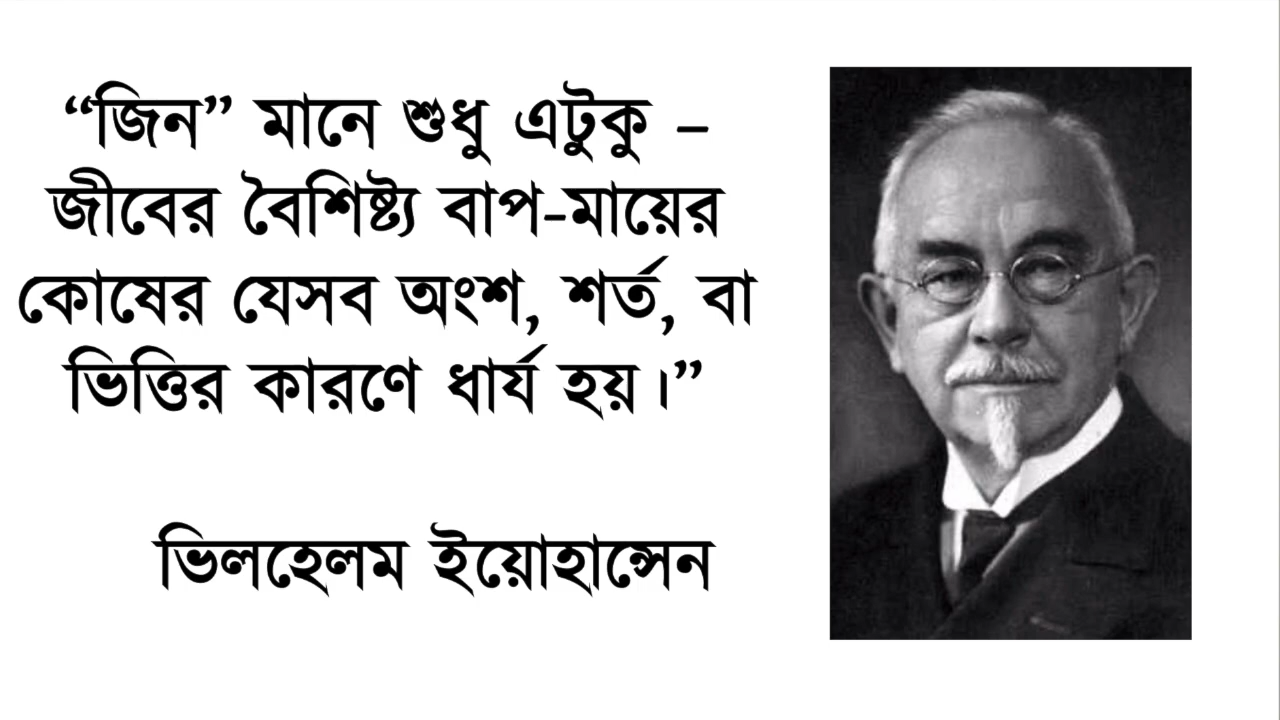 “জিন” মানে শুধু এটুকু –
জীবের বৈশিষ্ট্য বাপ-মায়ের
কোষের যেসব অংশ, শর্ত, বা
ভিত্তির কারণে ধার্য হয়।”
ভিলহেলম ইয়োহান্সেন